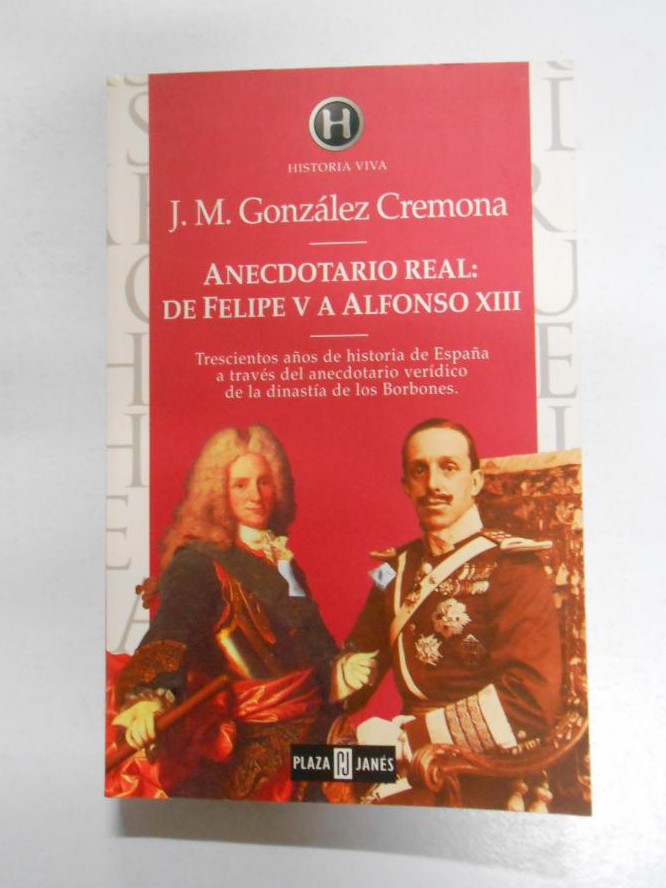 H
HISTORIA VIVA
J. M. González Cremona
ANECDOTARIO REAL:
DE FELIPE V A ALFONSO XIII
Trescientos años de historia de España
a través del anecdotario verídico
de la dinastía de los Borbones.
PLAZA PJ JANÉS